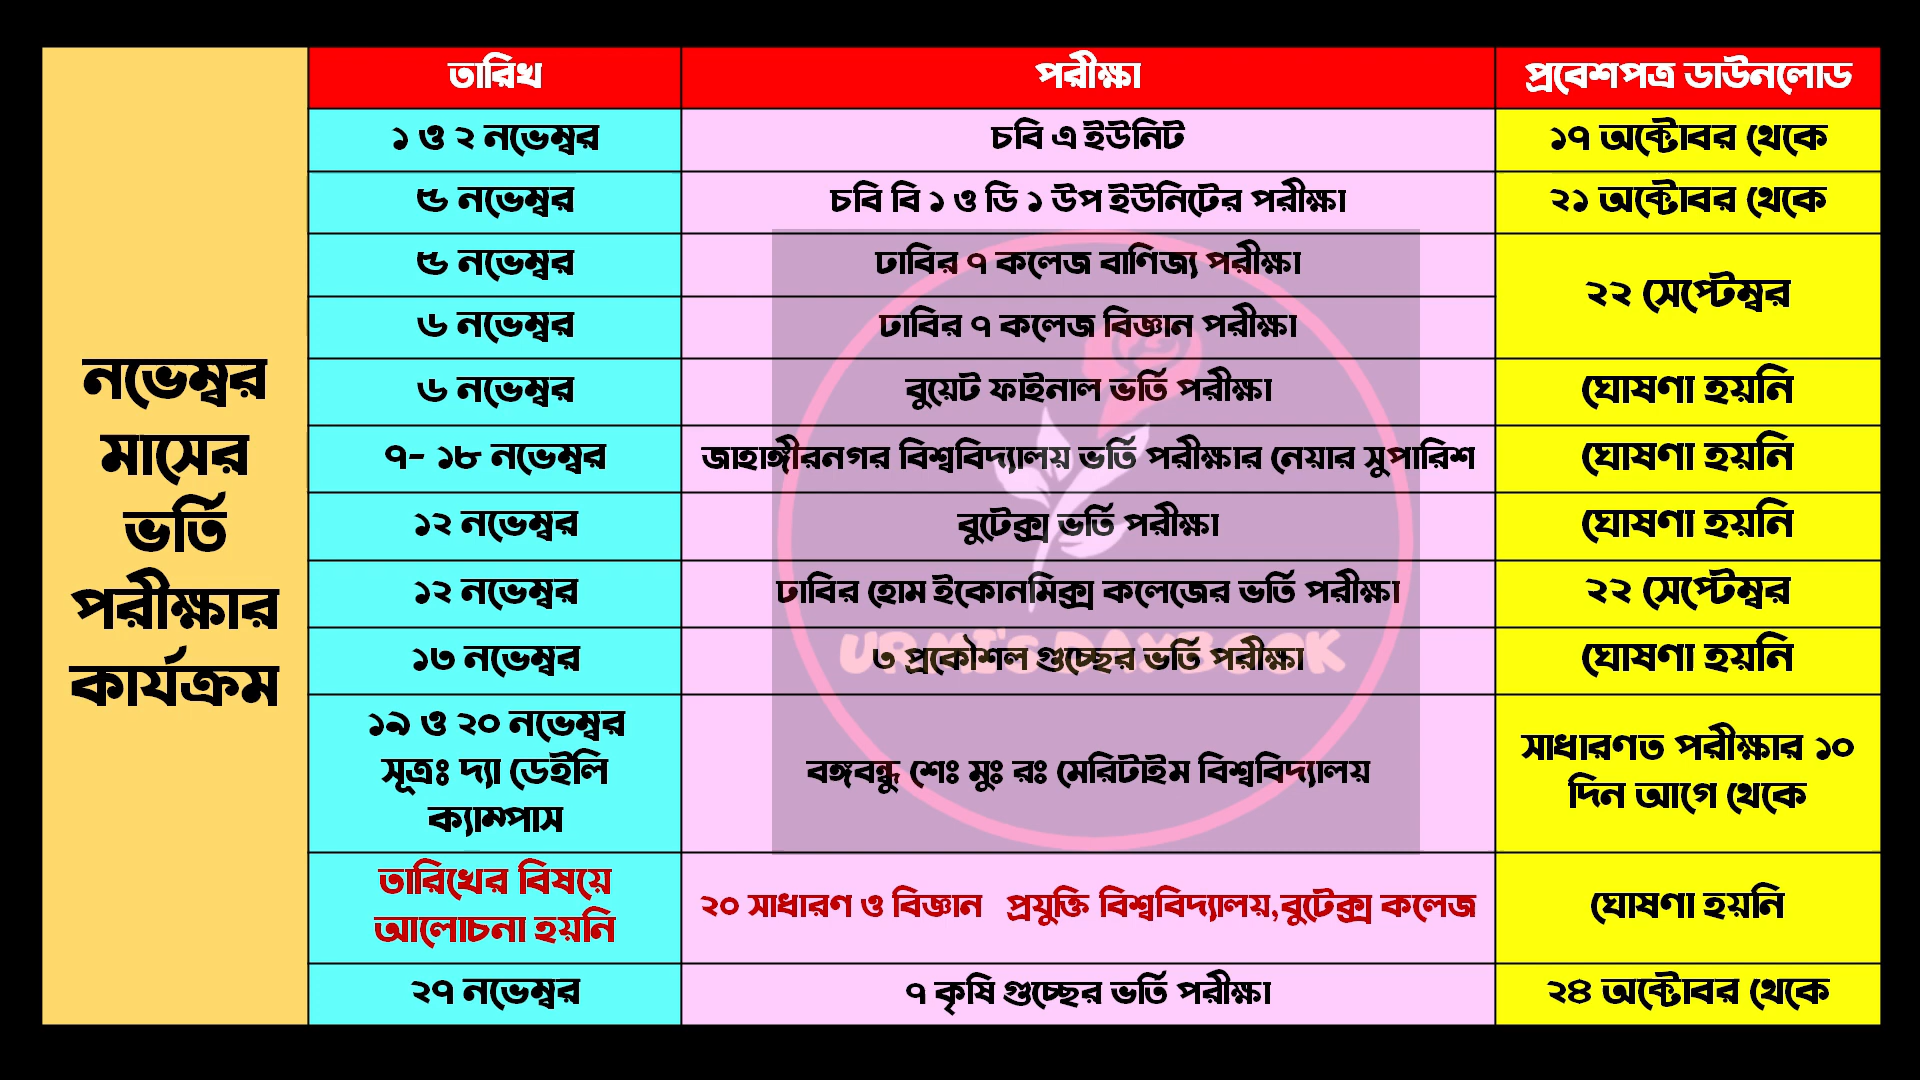 নভেম্বর
মাসের
ভর্তি
পরীক্ষার
কার্যক্রম
তারিখ পরীক্ষা প্রবেশপত্র ডাউনলোড
১ ও ২ নভেম্বর চবি এ ইউনিট ১৭ অক্টোবর থেকে
৫ নভেম্বর চবি বি ১ ও ডি ১ উপ ইউনিটের পরীক্ষা ২১ অক্টোবর থেকে
৫ নভেম্বর ঢাবির ৭ কলেজ বাণিজ্য পরীক্ষা ২২ সেপ্টেম্বর
৬ নভেম্বর ঢাবির ৭ কলেজ বিজ্ঞান পরীক্ষা
৬ নভেম্বর বুয়েট ফাইনাল ভর্তি পরীক্ষা ঘোষণা হয়নি
৭- ১৮ নভেম্বর জাহাঙ্গীরনগর বিশ্ববিদ্যালয় ভর্তি পরীক্ষার নেয়ার সুপারিশ ঘোষণা হয়নি
১২ নভেম্বর বুটেক্স ভর্তি পরীক্ষা ঘোষণা হয়নি
১২ নভেম্বর ঢাবির হোম ইকোনমিক্স কলেজের ভর্তি পরীক্ষা ২২ সেপ্টেম্বর
১৩ নভেম্বর ৩ প্রকৌশল গুচ্ছের ভর্তি পরীক্ষা ঘোষণা হয়নি
URMI'S DAYBOOK
১৯ ও ২০ নভেম্বর
সূত্রঃ দ্যা ডেইলি
ক্যাম্পাস
বঙ্গবন্ধু শেঃ মুঃ রঃ মেরিটাইম বিশ্ববিদ্যালয়
সাধারণত পরীক্ষার ১০
দিন আগে থেকে
তারিখের বিষয়ে
আলোচনা হয়নি
২০ সাধারণ ও বিজ্ঞান প্রযুক্তি বিশ্ববিদ্যালয়,বুটেক্স কলেজ ঘোষণা হয়নি
২৭ নভেম্বর ৭ কৃষি গুচ্ছের ভর্তি পরীক্ষা ২৪ অক্টোবর থেকে